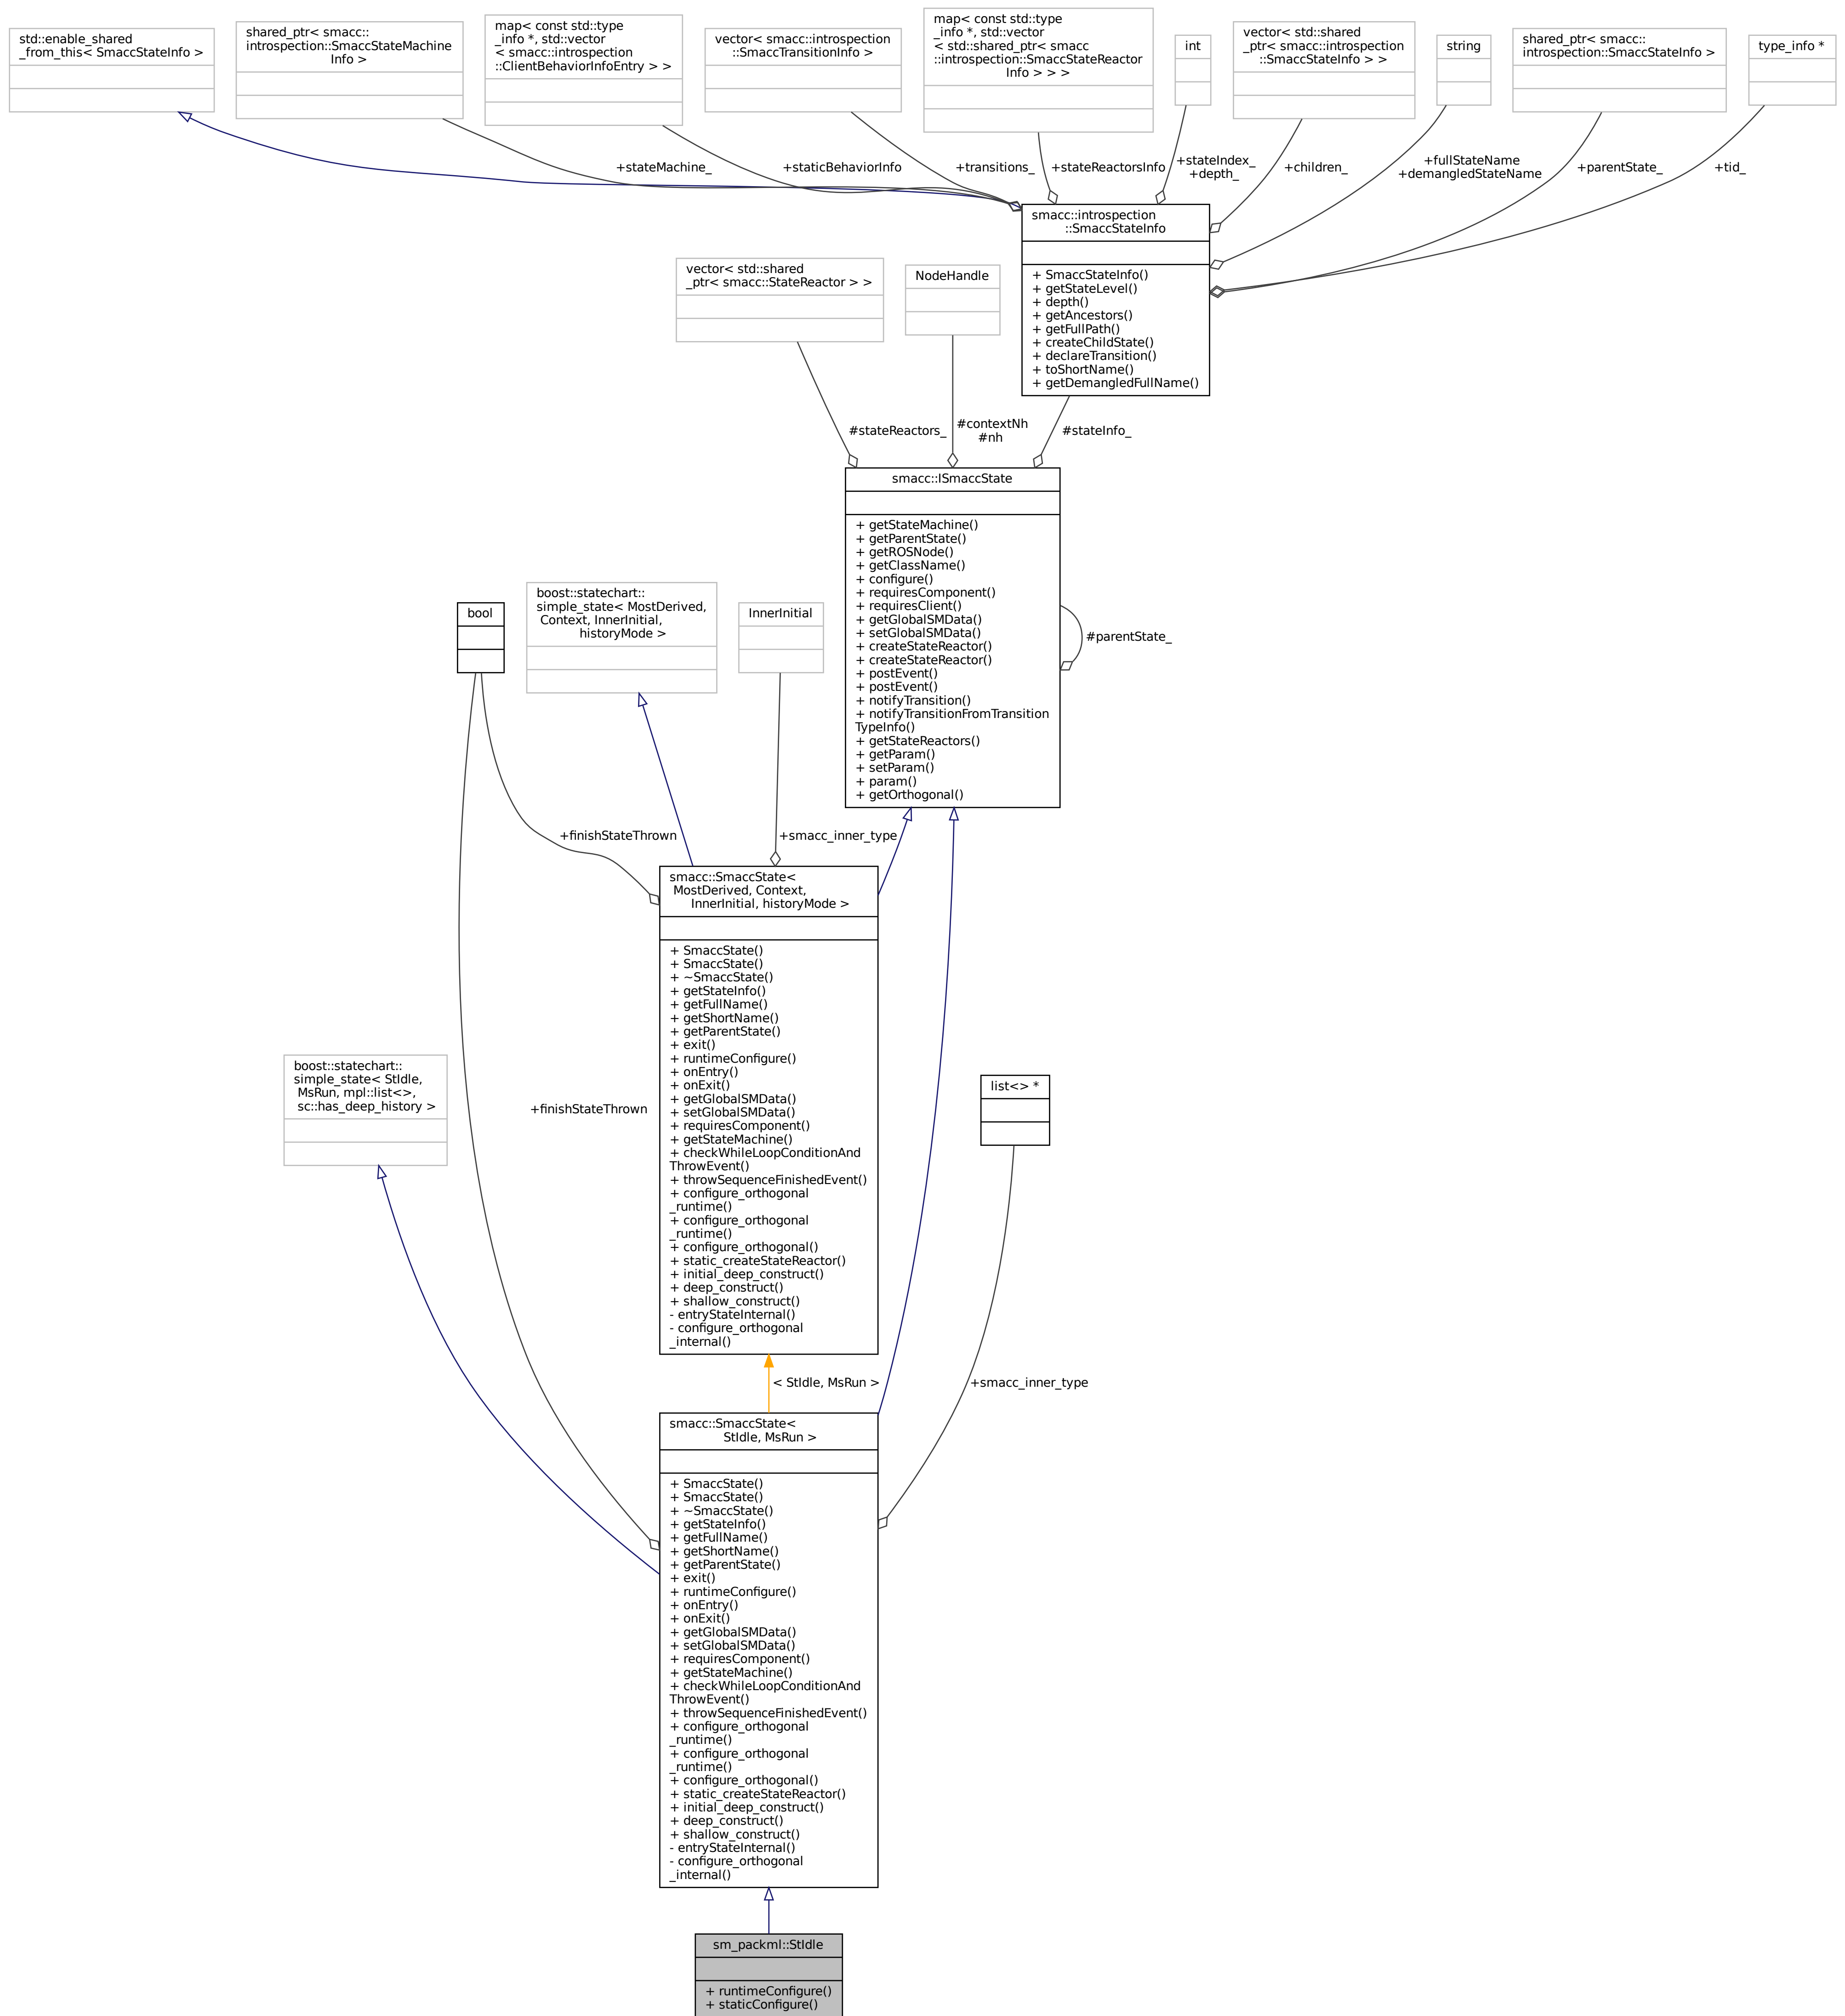 std::enable_shared
_from_this< SmaccStateInfo >
shared_ptr< smacc::
introspection::SmaccStateMachine
Info >
map< const std::type
_info *, std::vector
< smacc::introspection
::ClientBehaviorInfoEntry > >
vector< smacc::introspection
::SmaccTransitionInfo >
map< const std::type
_info *, std::vector
< std::shared_ptr< smacc
::introspection::SmaccStateReactor
Info > > >
int
vector< std::shared
_ptr< smacc::introspection
::SmaccStateInfo > >
string
shared_ptr< smacc::
introspection::SmaccStateInfo >
type_info *
+stateMachine_
+staticBehaviorInfo
+transitions_
+stateReactorsInfo
+stateIndex_
+depth_
+children_
+fullStateName
+demangledStateName
+parentState_
+tid_
smacc::introspection
::SmaccStateInfo
+ SmaccStateInfo()
+ getStateLevel()
+ depth()
+ getAncestors()
+ getFullPath()
+ createChildState()
+ declareTransition()
+ toShortName()
+ getDemangledFullName()
vector< std::shared
_ptr< smacc::StateReactor > >
NodeHandle
#stateReactors_
#contextNh
#nh
#stateInfo_
smacc::ISmaccState
+ getStateMachine()
+ getParentState()
+ getROSNode()
+ getClassName()
+ configure()
+ requiresComponent()
+ requiresClient()
+ getGlobalSMData()
+ setGlobalSMData()
+ createStateReactor()
+ createStateReactor()
+ postEvent()
+ postEvent()
+ notifyTransition()
+ notifyTransitionFromTransition
TypeInfo()
+ getStateReactors()
+ getParam()
+ setParam()
+ param()
+ getOrthogonal()
#parentState_
bool
boost::statechart::
simple_state< MostDerived,
Context, InnerInitial,
historyMode >
InnerInitial
+finishStateThrown
+smacc_inner_type
smacc::SmaccState<
MostDerived, Context,
InnerInitial, historyMode >
+ SmaccState()
+ SmaccState()
+ ~SmaccState()
+ getStateInfo()
+ getFullName()
+ getShortName()
+ getParentState()
+ exit()
+ runtimeConfigure()
+ onEntry()
+ onExit()
+ getGlobalSMData()
+ setGlobalSMData()
+ requiresComponent()
+ getStateMachine()
+ checkWhileLoopConditionAnd
ThrowEvent()
+ throwSequenceFinishedEvent()
+ configure_orthogonal
_runtime()
+ configure_orthogonal
_runtime()
+ configure_orthogonal()
+ static_createStateReactor()
+ initial_deep_construct()
+ deep_construct()
+ shallow_construct()
- entryStateInternal()
- configure_orthogonal
_internal()
boost::statechart::
simple_state< StIdle,
MsRun, mpl::list<>,
sc::has_deep_history >
+finishStateThrown
list<> *
< StIdle, MsRun >
+smacc_inner_type
smacc::SmaccState<
StIdle, MsRun >
+ SmaccState()
+ SmaccState()
+ ~SmaccState()
+ getStateInfo()
+ getFullName()
+ getShortName()
+ getParentState()
+ exit()
+ runtimeConfigure()
+ onEntry()
+ onExit()
+ getGlobalSMData()
+ setGlobalSMData()
+ requiresComponent()
+ getStateMachine()
+ checkWhileLoopConditionAnd
ThrowEvent()
+ throwSequenceFinishedEvent()
+ configure_orthogonal
_runtime()
+ configure_orthogonal
_runtime()
+ configure_orthogonal()
+ static_createStateReactor()
+ initial_deep_construct()
+ deep_construct()
+ shallow_construct()
- entryStateInternal()
- configure_orthogonal
_internal()
sm_packml::StIdle
+ runtimeConfigure()
+ staticConfigure()